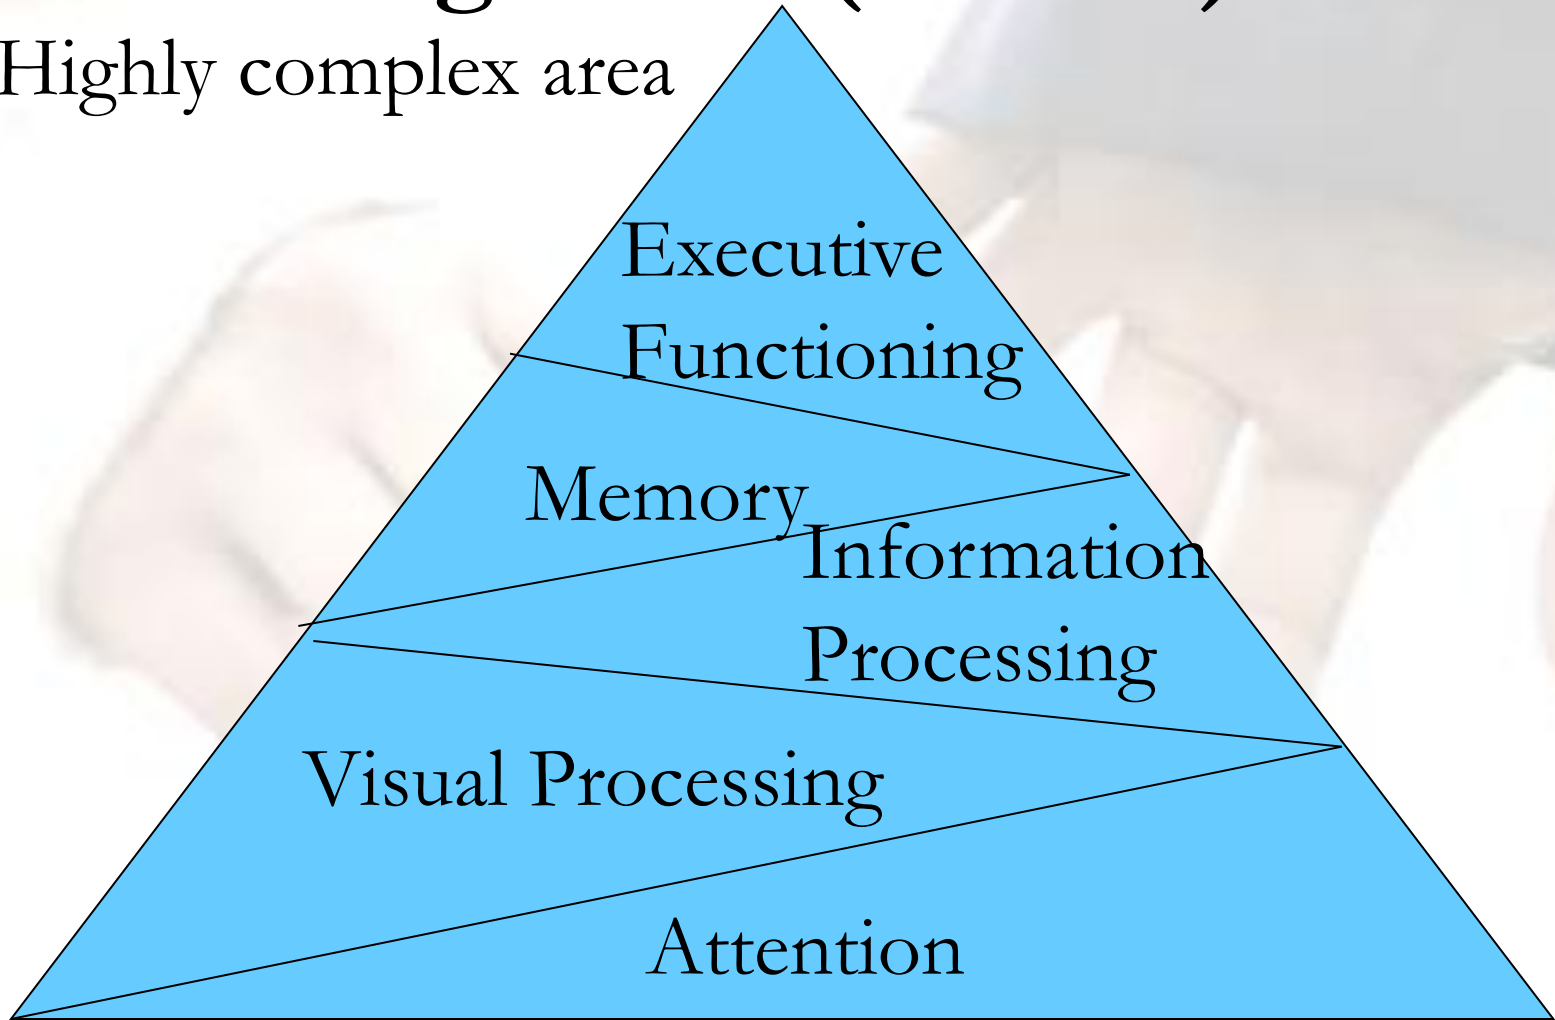 Highly complex area
Executive
Functioning
Memory
Information
Processing
Visual Processing
Attention